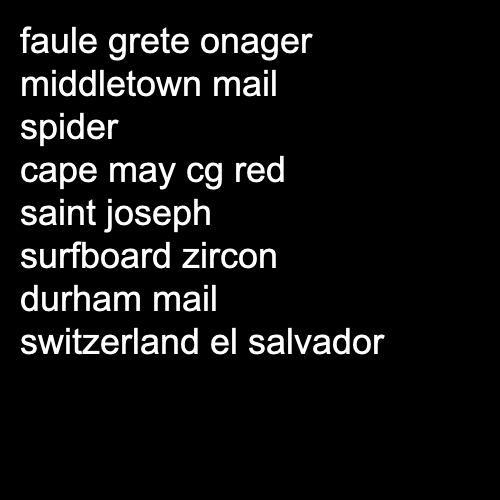 faule grete onager
middletown mail
spider
cape may cg red
saint joseph
surfboard zircon
durham mail
switzerland el salvador